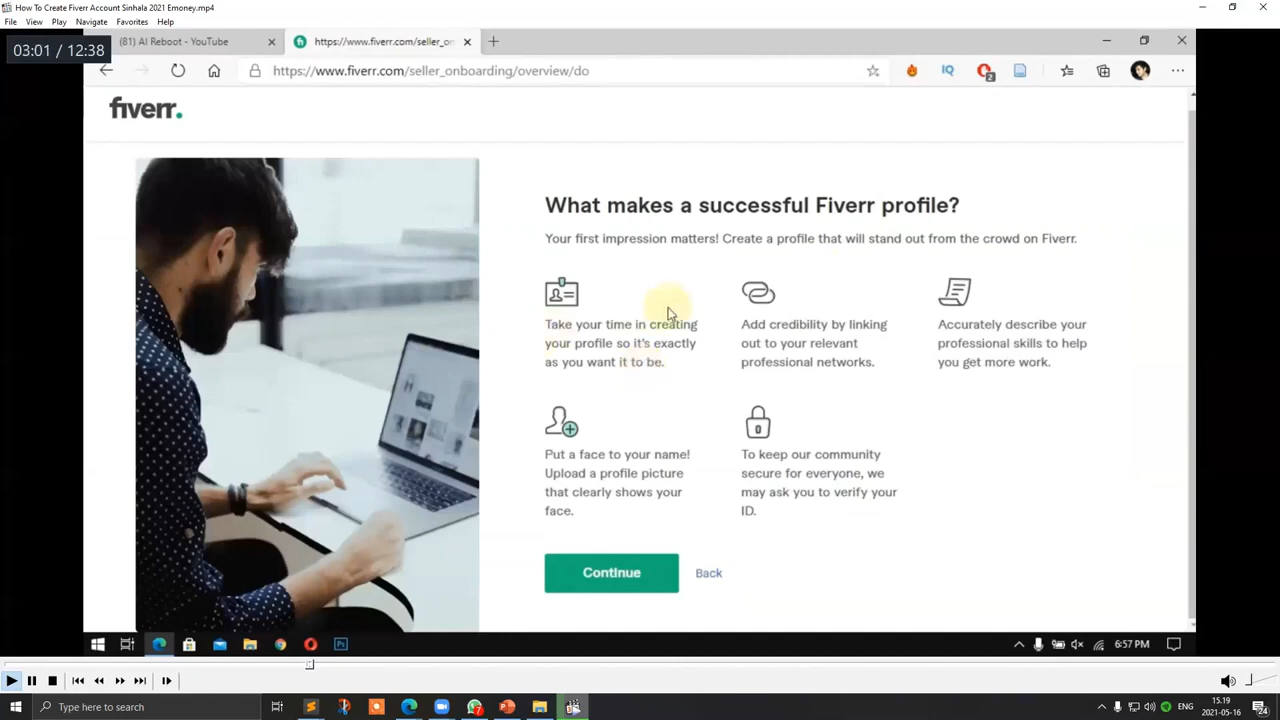 How To Create Fiverr Account Sinhala 2021 Emoney.mp4
File View Play Navigate Favorites Help
03:01 / 12:38
(81) AI Reboot - YouTube
https://www.fiverr.com/seller_on
https://www.fiverr.com/seller_onboarding/overview/do
IQ
2
fiverr.
What makes a successful Fiverr profile?
Your first impression matters! Create a profile that will stand out from the crowd on Fiverr.
Take your time in creating
your profile so it's exactly
as you want it to be.
Add credibility by linking
out to your relevant
professional networks.
Accurately describe your
professional skills to help
you get more work.
Put a face to your name!
Upload a profile picture
that clearly shows your
face.
To keep our community
secure for everyone, we
may ask you to verify your
ID.
Continue
Back
Ps
6:57 PM
Type here to search
7
ENG
15.19
2021-05-16
24